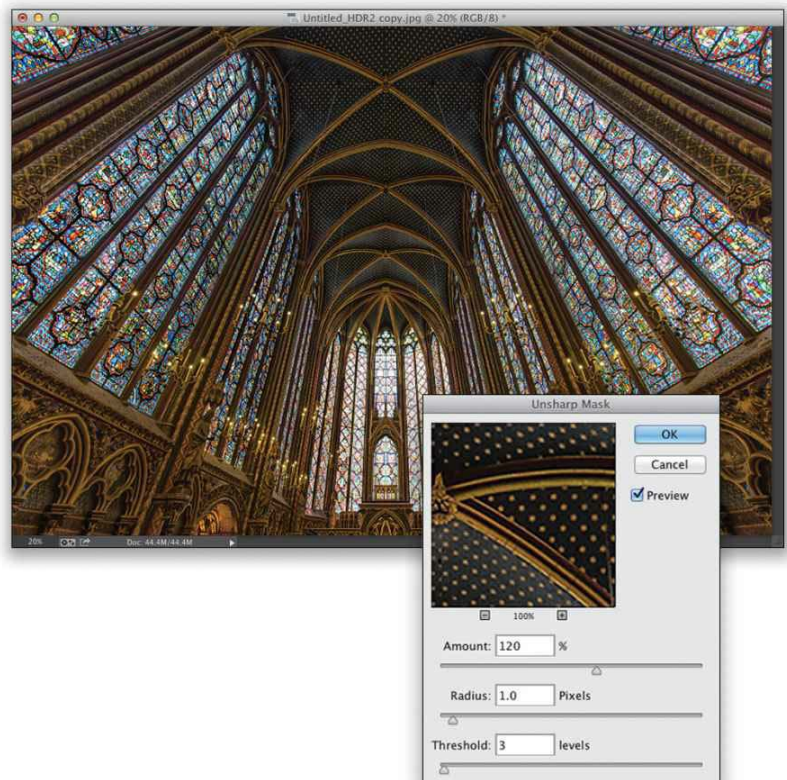 Untitled_HDR2 copy.jpg @ 20% (RGB/8) *
20% Doc: 44.4M/44.4M
Unsharp Mask
OK
Cancel
Preview
100%
Amount: 120 %
Radius: 1.0 Pixels
Threshold: 3 levels